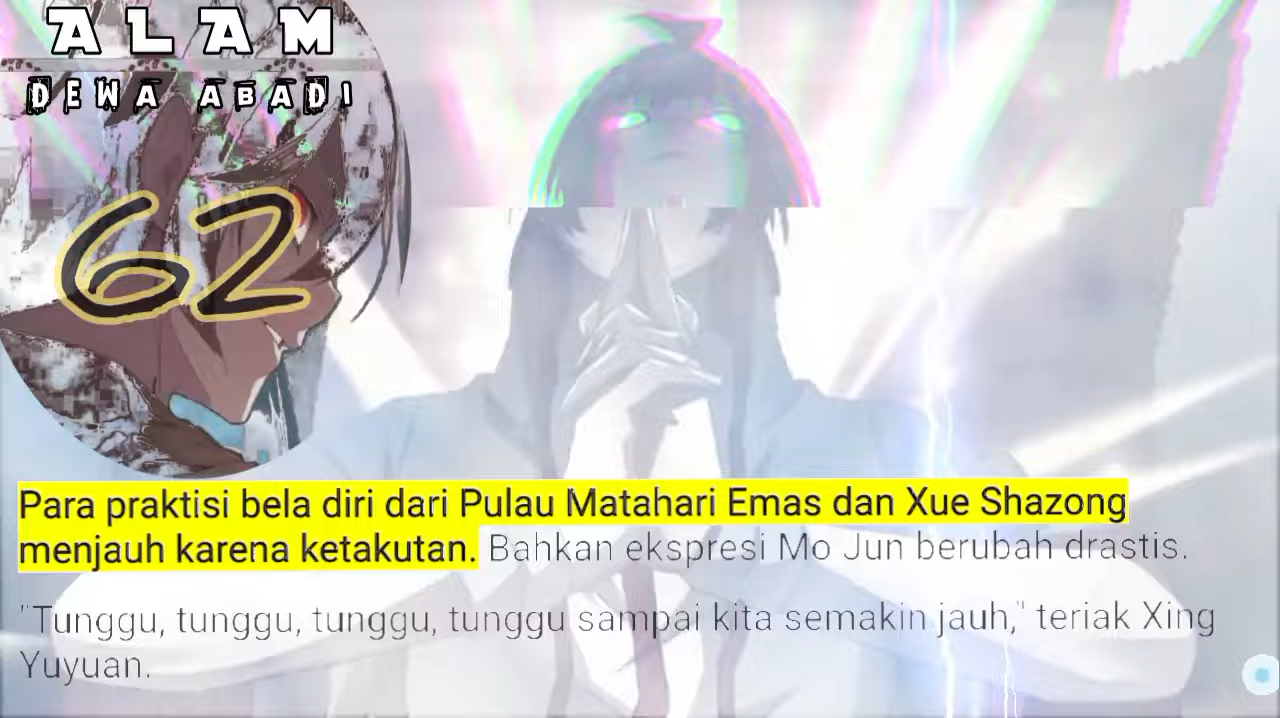 ALAM
DEWA ABADI
62
Para praktisi bela diri dari Pulau Matahari Emas dan Xue Shazong
menjauh karena ketakutan. Bahkan ekspresi Mo Jun berubah drastis.
"Tunggu, tunggu, tunggu, tunggu sampai kita semakin jauh," teriak Xing
Yuyuan.